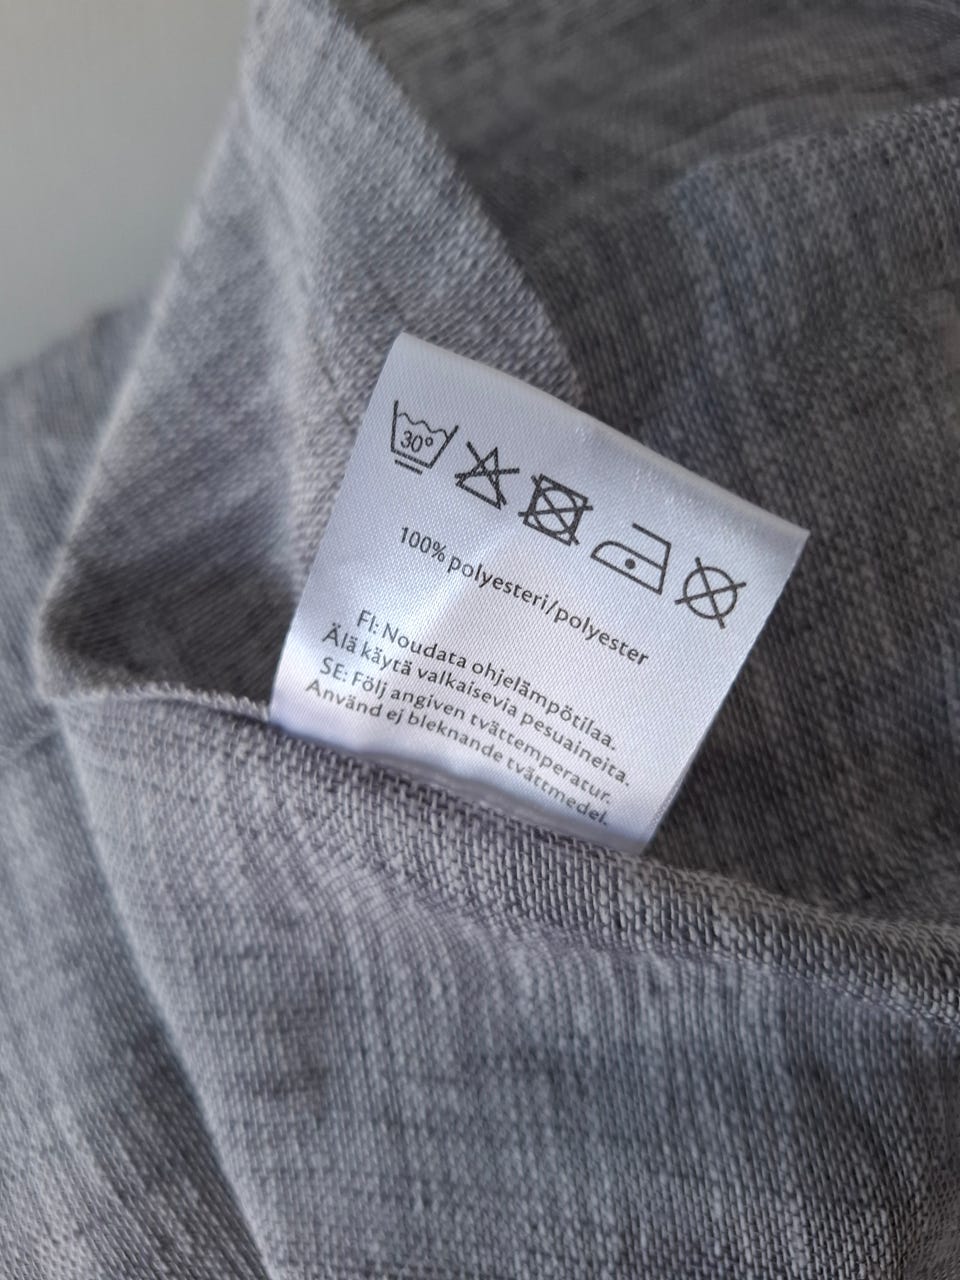 30°
100% polyesteri/polyester
FI: Noudata ohjelämpötilaa.
Älä käytä valkaisevia pesuaineita.
SE: Följ angiven tvättemperatur.
Använd ej bleknande tvättmedel.